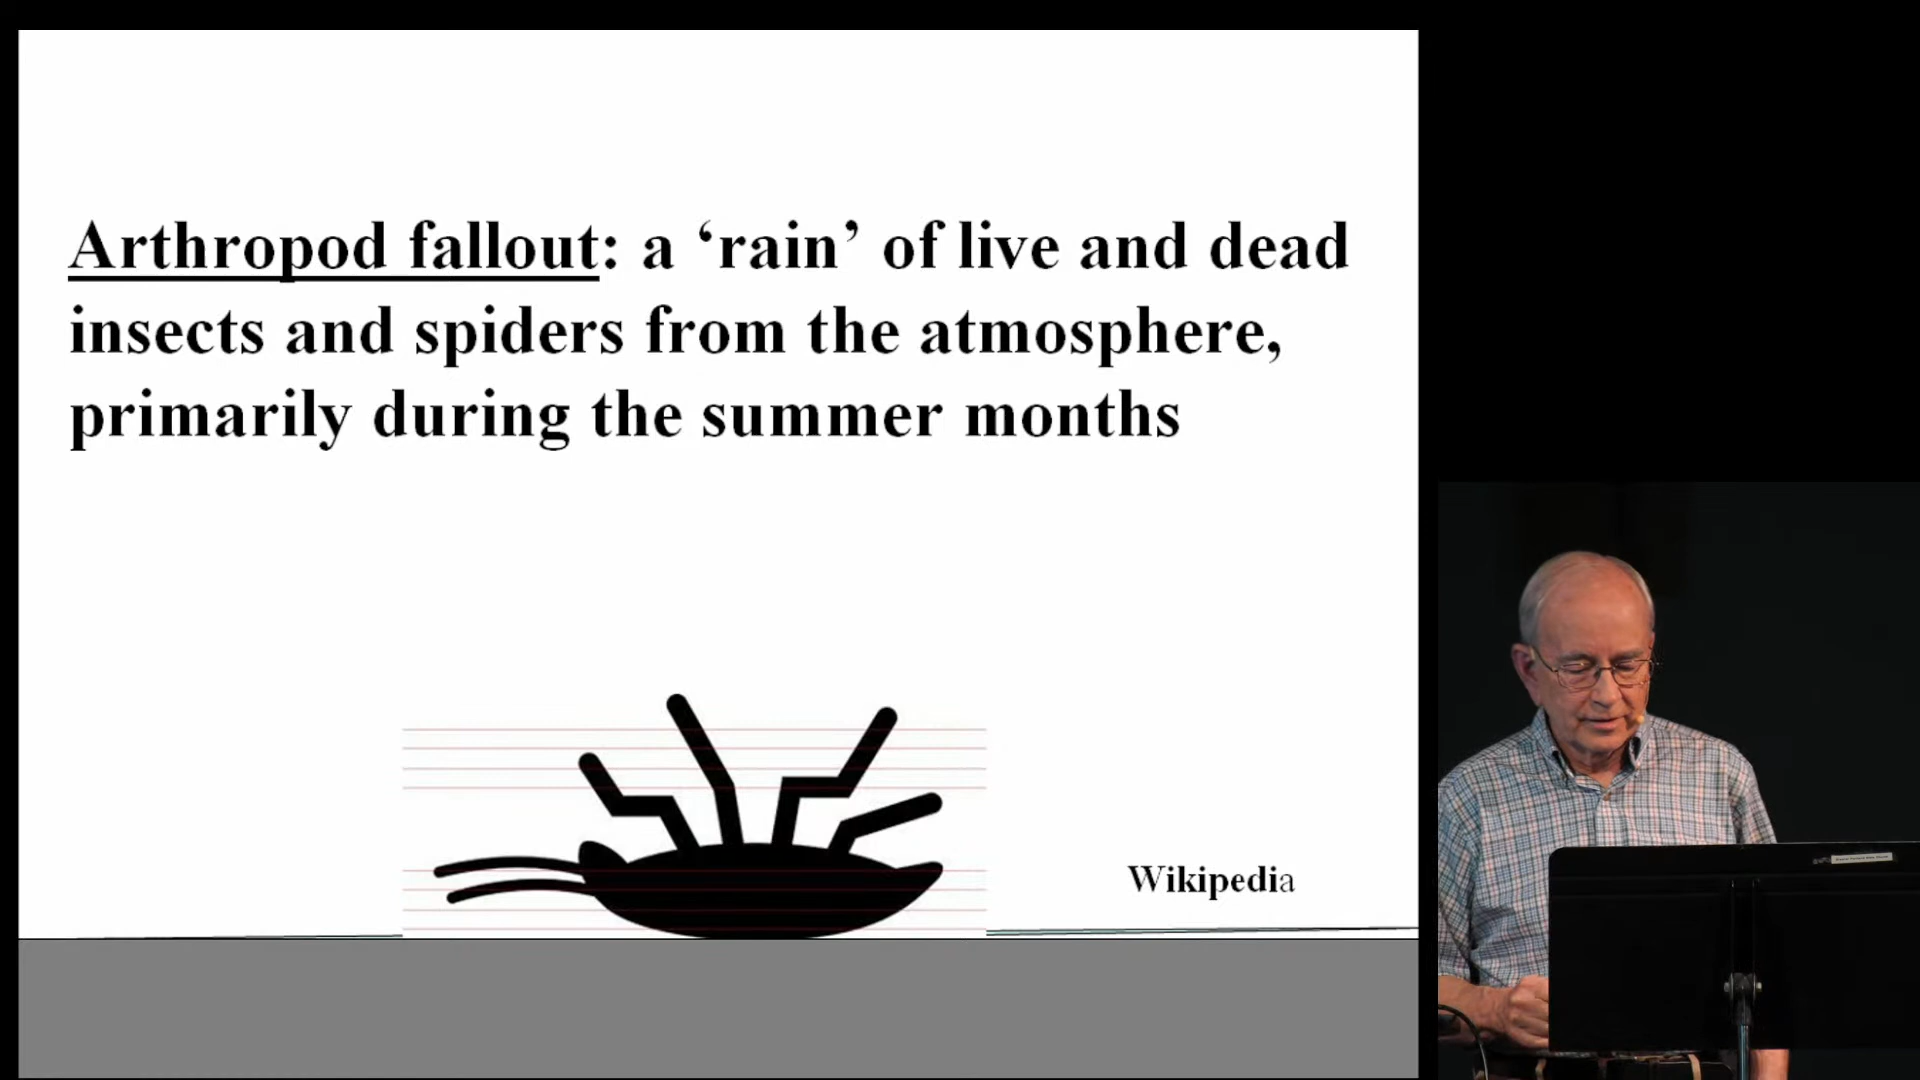 Arthropod fallout: a ‘rain’ of live and dead
insects and spiders from the atmosphere,
primarily during the summer months
Wikipedia